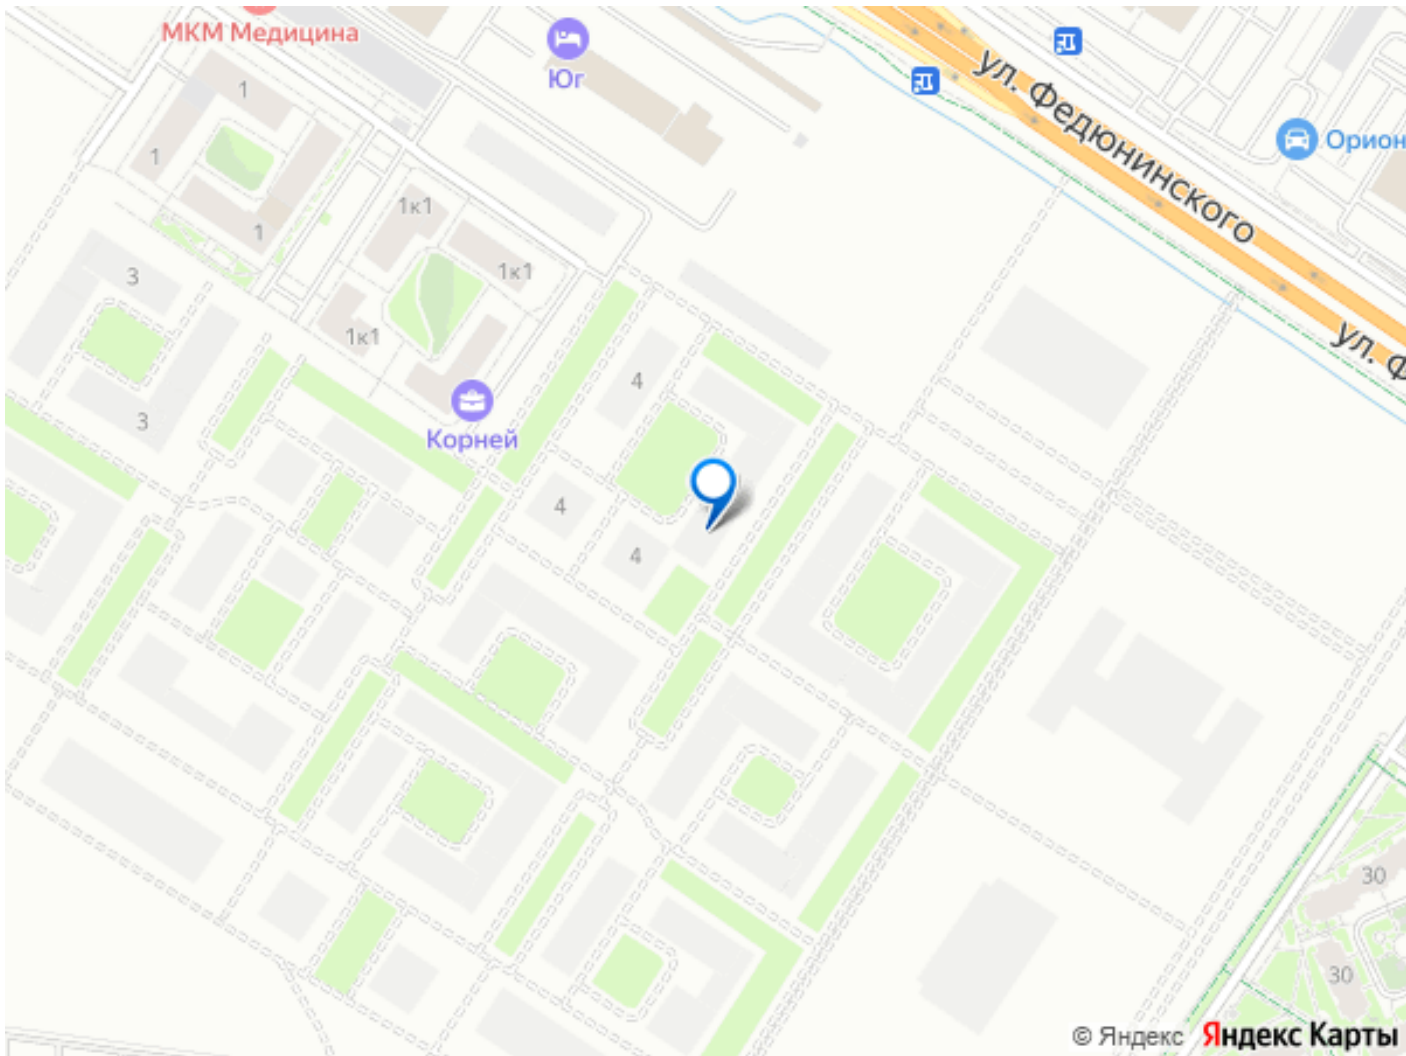 МКМ Медицина
Юг
ул. Федюнинского
Орион
1
1
1
1к1
1к1
1к1
3
3
ул. Ф
4
Корней
4
4
30
30
© Яндекс Яндекс Карты